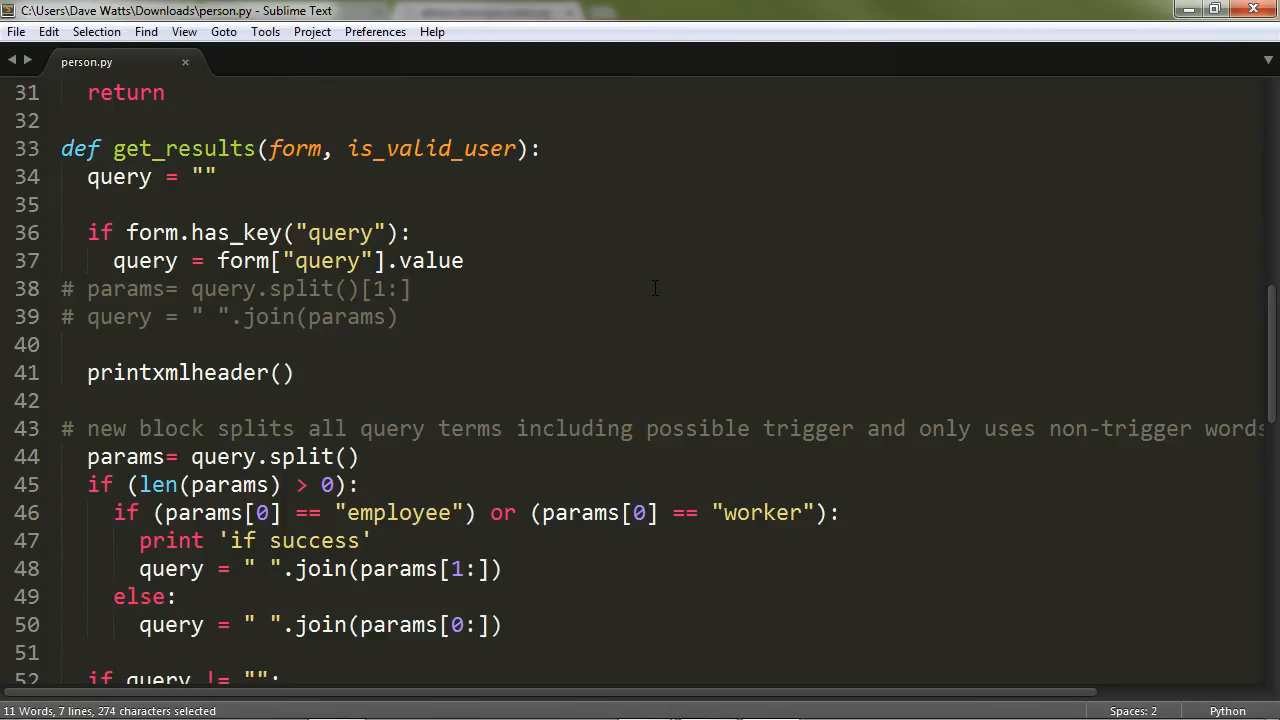 C:\Users\Dave Watts\Downloads\person.py - Sublime Text
File Edit Selection Find View Goto Tools Project Preferences Help
person.py
31 return
32
33 def get_results(form, is_valid_user):
34 query = ""
35
36 if form.has_key("query"):
37 query = form["query"].value
38 # params= query.split()[1:]
39 # query = " ".join(params)
40
41 printxmlheader()
42
43 # new block splits all query terms including possible trigger and only uses non-trigger words
44 params= query.split()
45 if (len(params) > 0):
46 if (params[0] == "employee") or (params[0] == "worker"):
47 print 'if success'
48 query = " ".join(params[1:])
49 else:
50 query = " ".join(params[0:])
51
52 if query != "":
11 Words, 7 lines, 274 characters selected
Spaces: 2
Python